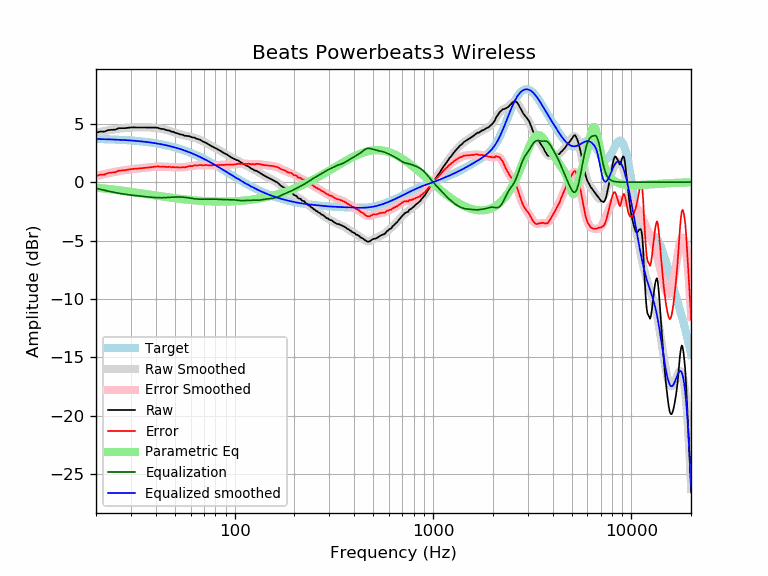 Beats Powerbeats3 Wireless
5
0
−5
−10
−15
−20
−25
Amplitude (dBr)
Target
Raw Smoothed
Error Smoothed
Raw
Error
Parametric Eq
Equalization
Equalized smoothed
100 1000 10000
Frequency (Hz)